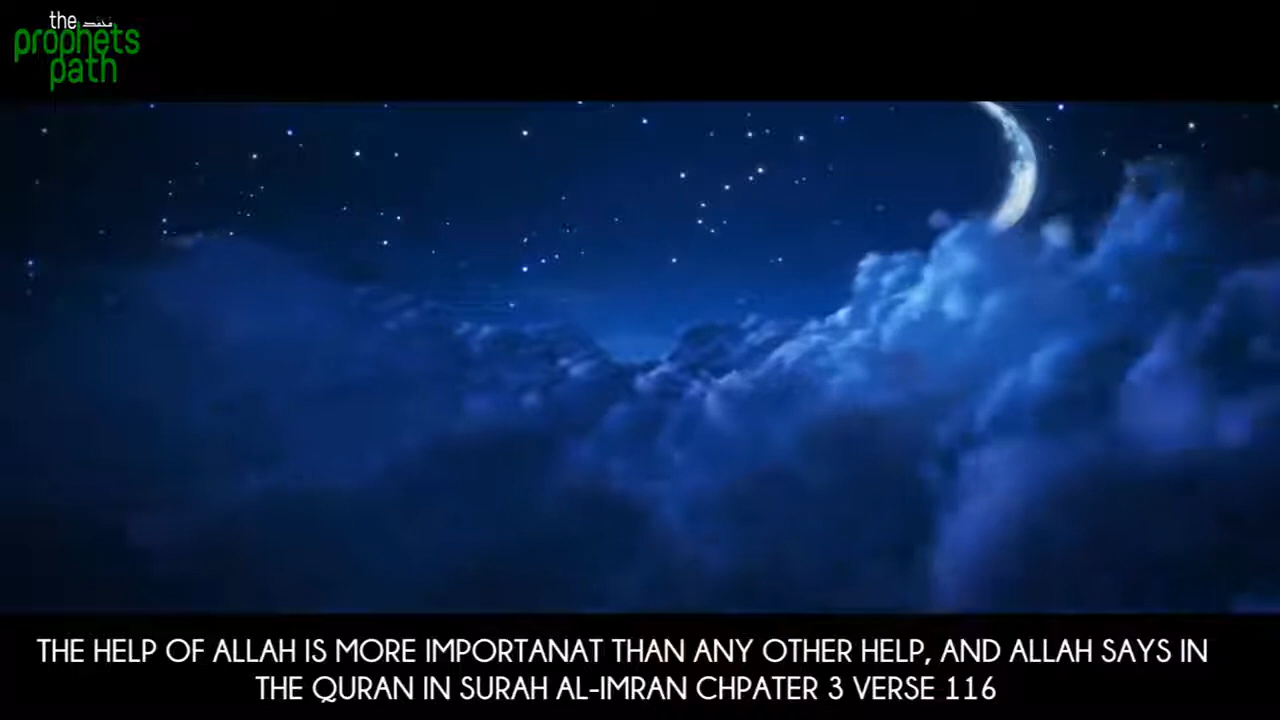 the
prophets
path
THE HELP OF ALLAH IS MORE IMPORTANAT THAN ANY OTHER HELP, AND ALLAH SAYS IN
THE QURAN IN SURAH AL-IMRAN CHPATER 3 VERSE 116